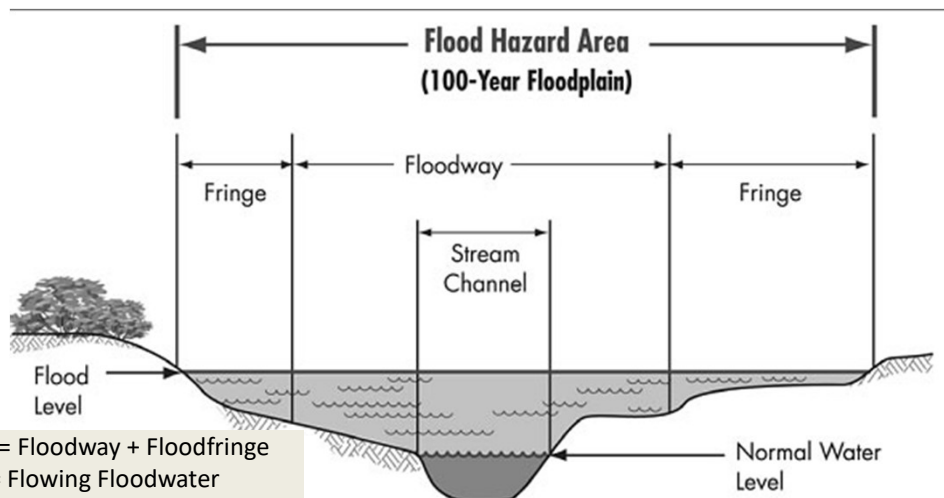 Flood Hazard Area
(100-Year Floodplain)
Floodway
Fringe
Fringe
Stream
Channel
Flood
Level
= Floodway + Floodfringe
Flowing Floodwater
Normal Water
Level